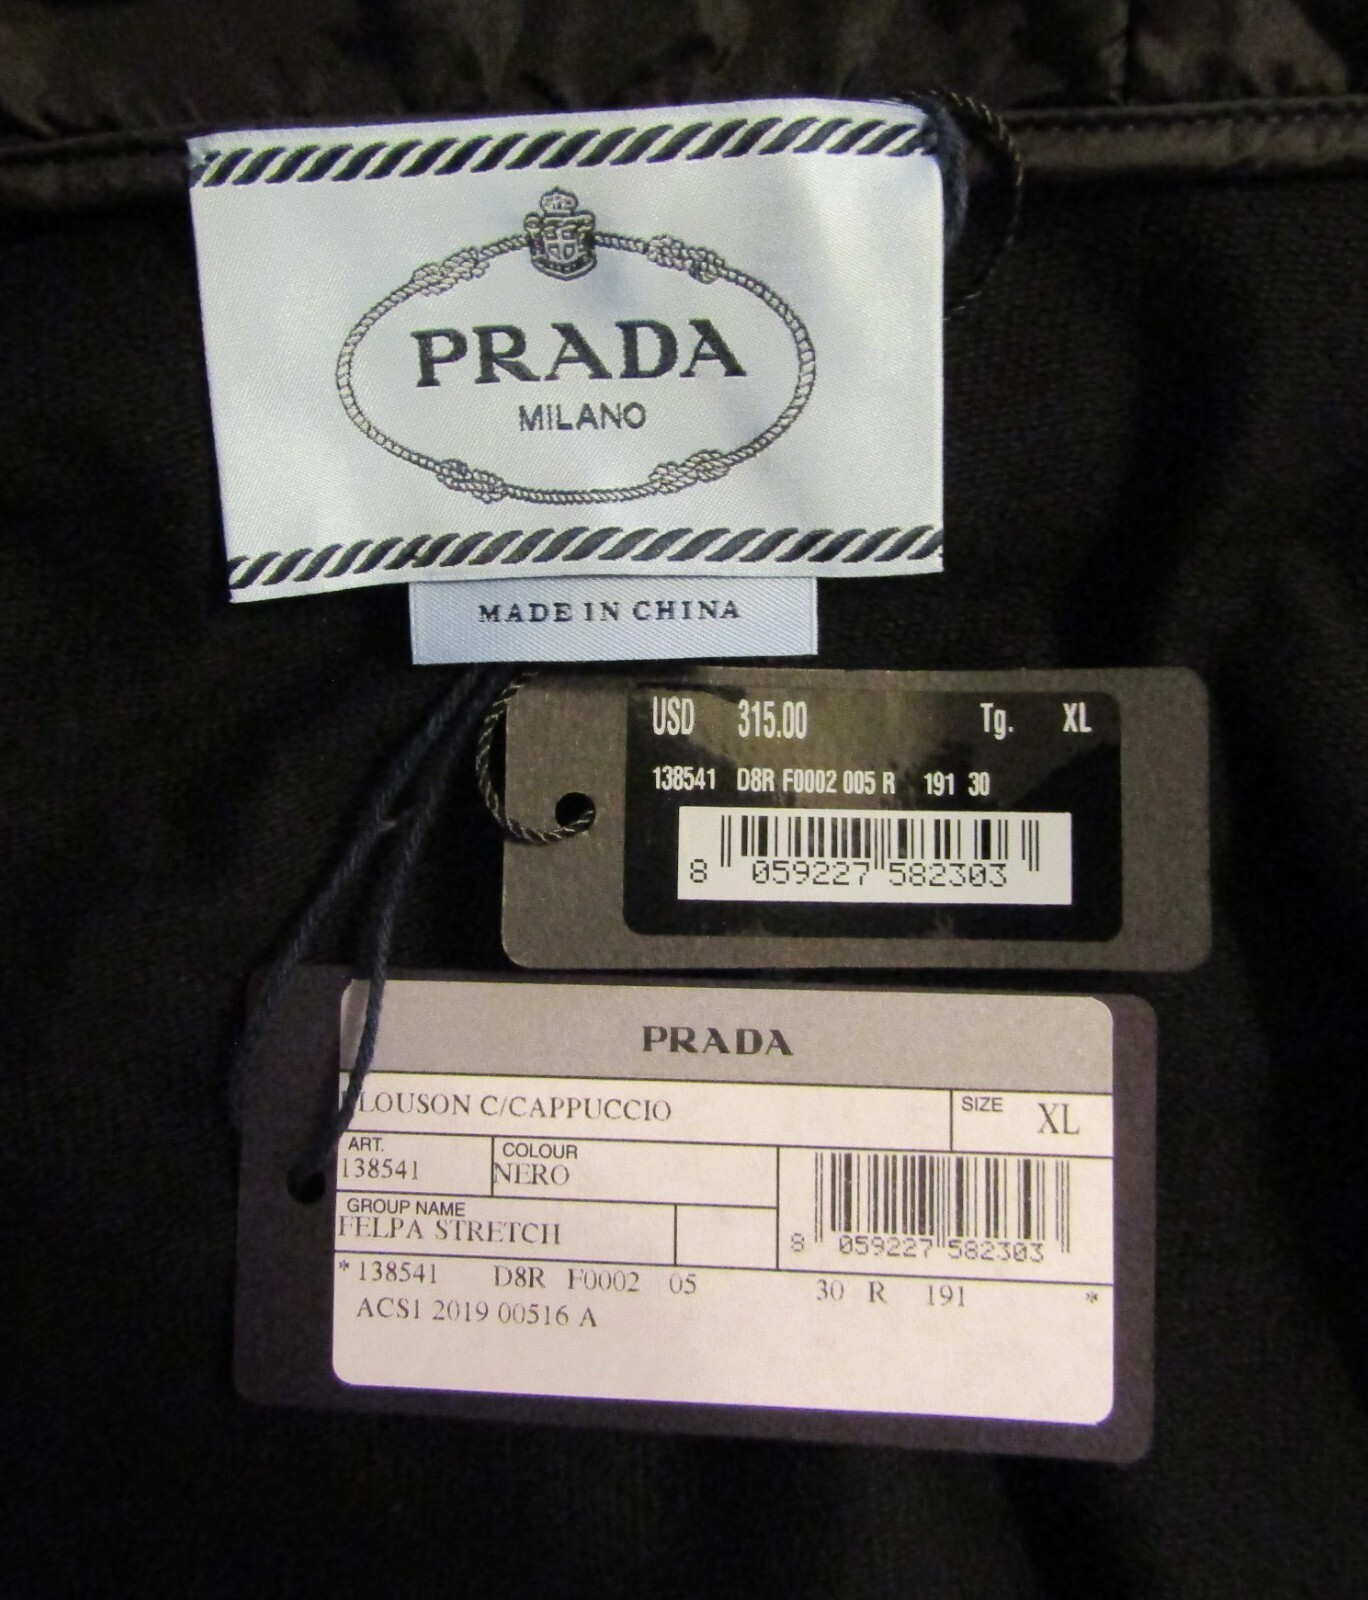 PRADA
MILANO
MADE IN CHINA
USD 315.00 Tg. XL
138541 D8R F0002 005 R 191 30
8 059227 582303
PRADA
LOUSON C/CAPPUCCIO SIZE XL
ART. COLOUR
138541 NERO
GROUP NAME
FELPA STRETCH
8 059227 582303
* 138541 D8R F0002 05 30 R 191 *
ACS1 2019 00516 A